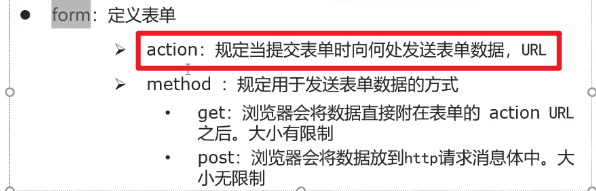 ● form：定义表单
➢ action：规定当提交表单时向何处发送表单数据，URL
➢ method ：规定用于发送表单数据的方式
• get：浏览器会将数据直接附在表单的 action URL
之后。大小有限制
• post：浏览器会将数据放到http请求消息体中。大
小无限制